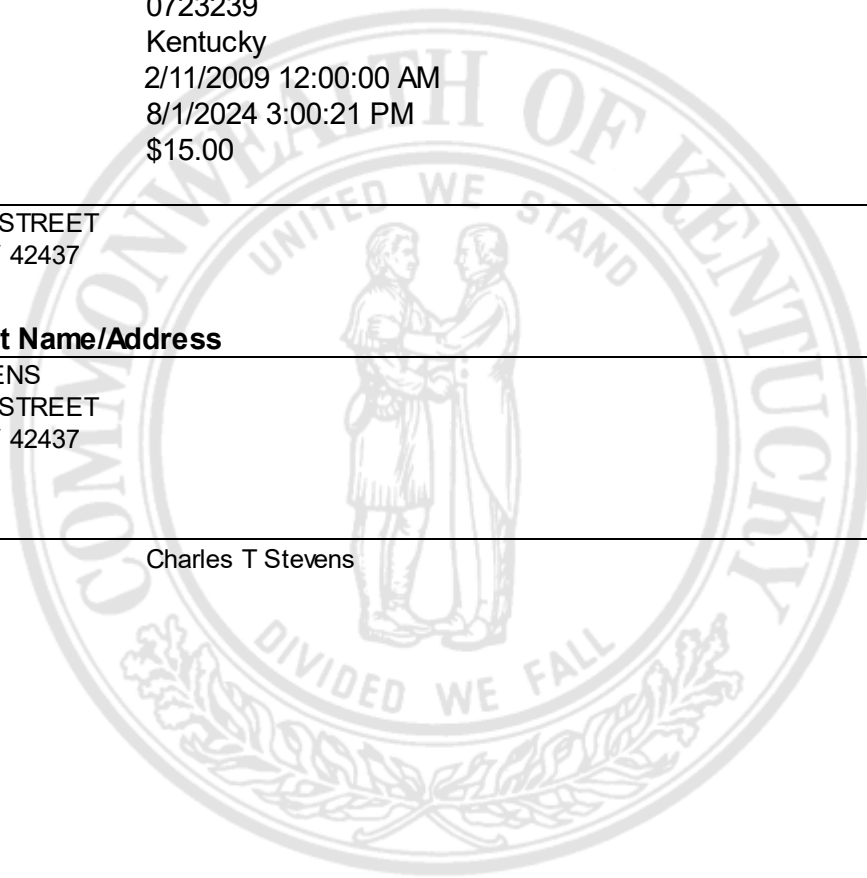 0723239
Kentucky
2/11/2009 12:00:00 AM
8/1/2024 3:00:21 PM
$15.00
STREET
42437
t Name/Address
ENS
STREET
42437
Charles T Stevens
COMMONWEALTH OF KENTUCKY
UNITED WE STAND
DIVIDED WE FALL